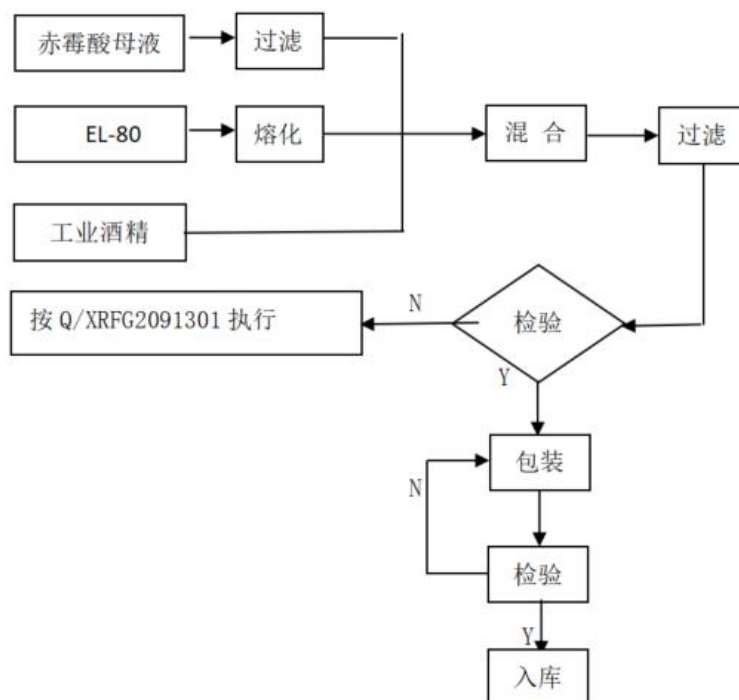 赤霉酸母液
过滤
EL-80
熔化
混 合
过滤
工业酒精
按 Q/XRFG2091301 执行
N
检验
Y
包装
N
检验
Y
入库